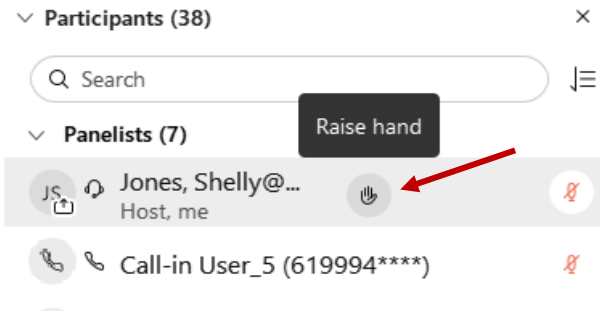 Participants (38)
Search
Raise hand
Panelists (7)
JS
Jones, Shelly@...
Host, me
Call-in User_5 (619994****)